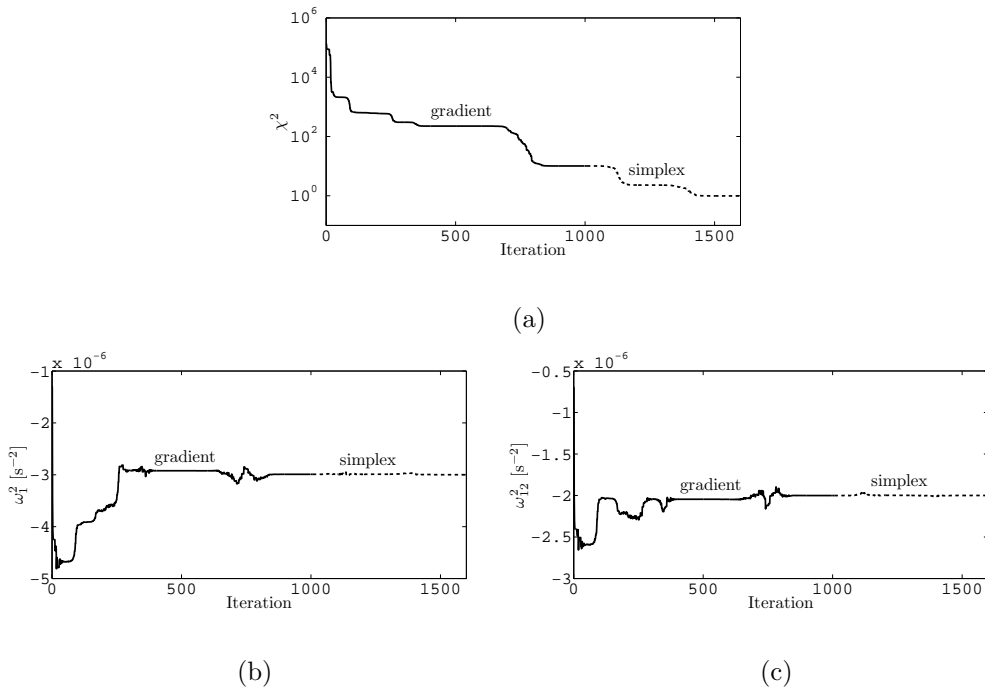 10^6
10^4
10^2
10^0
χ^2
gradient
simplex
0 500 1000 1500
Iteration
(a)
x 10^-6
-1
-2
-3
-4
-5
ω_1^2 [s^-2]
gradient
simplex
0 500 1000 1500
Iteration
(b)
x 10^-6
-0.5
-1
-1.5
-2
-2.5
-3
ω_12^2 [s^-2]
gradient
simplex
0 500 1000 1500
Iteration
(c)